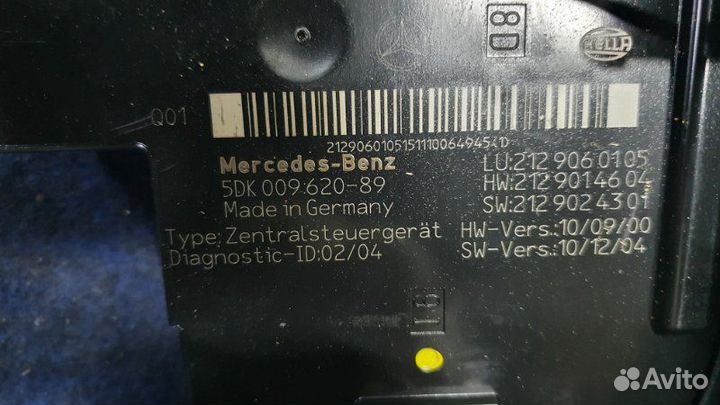 8D
HELLA
Q01
212906010515111006494541D
Mercedes-Benz
LU:212 906 01 05
5DK 009 620-89
HW:212 901 46 04
Made in Germany
SW:212 902 43 01
Type: Zentralsteuergerät
HW-Vers.: 10/09/00
Diagnostic-ID:02/04
SW-Vers.: 10/12/04
Avito